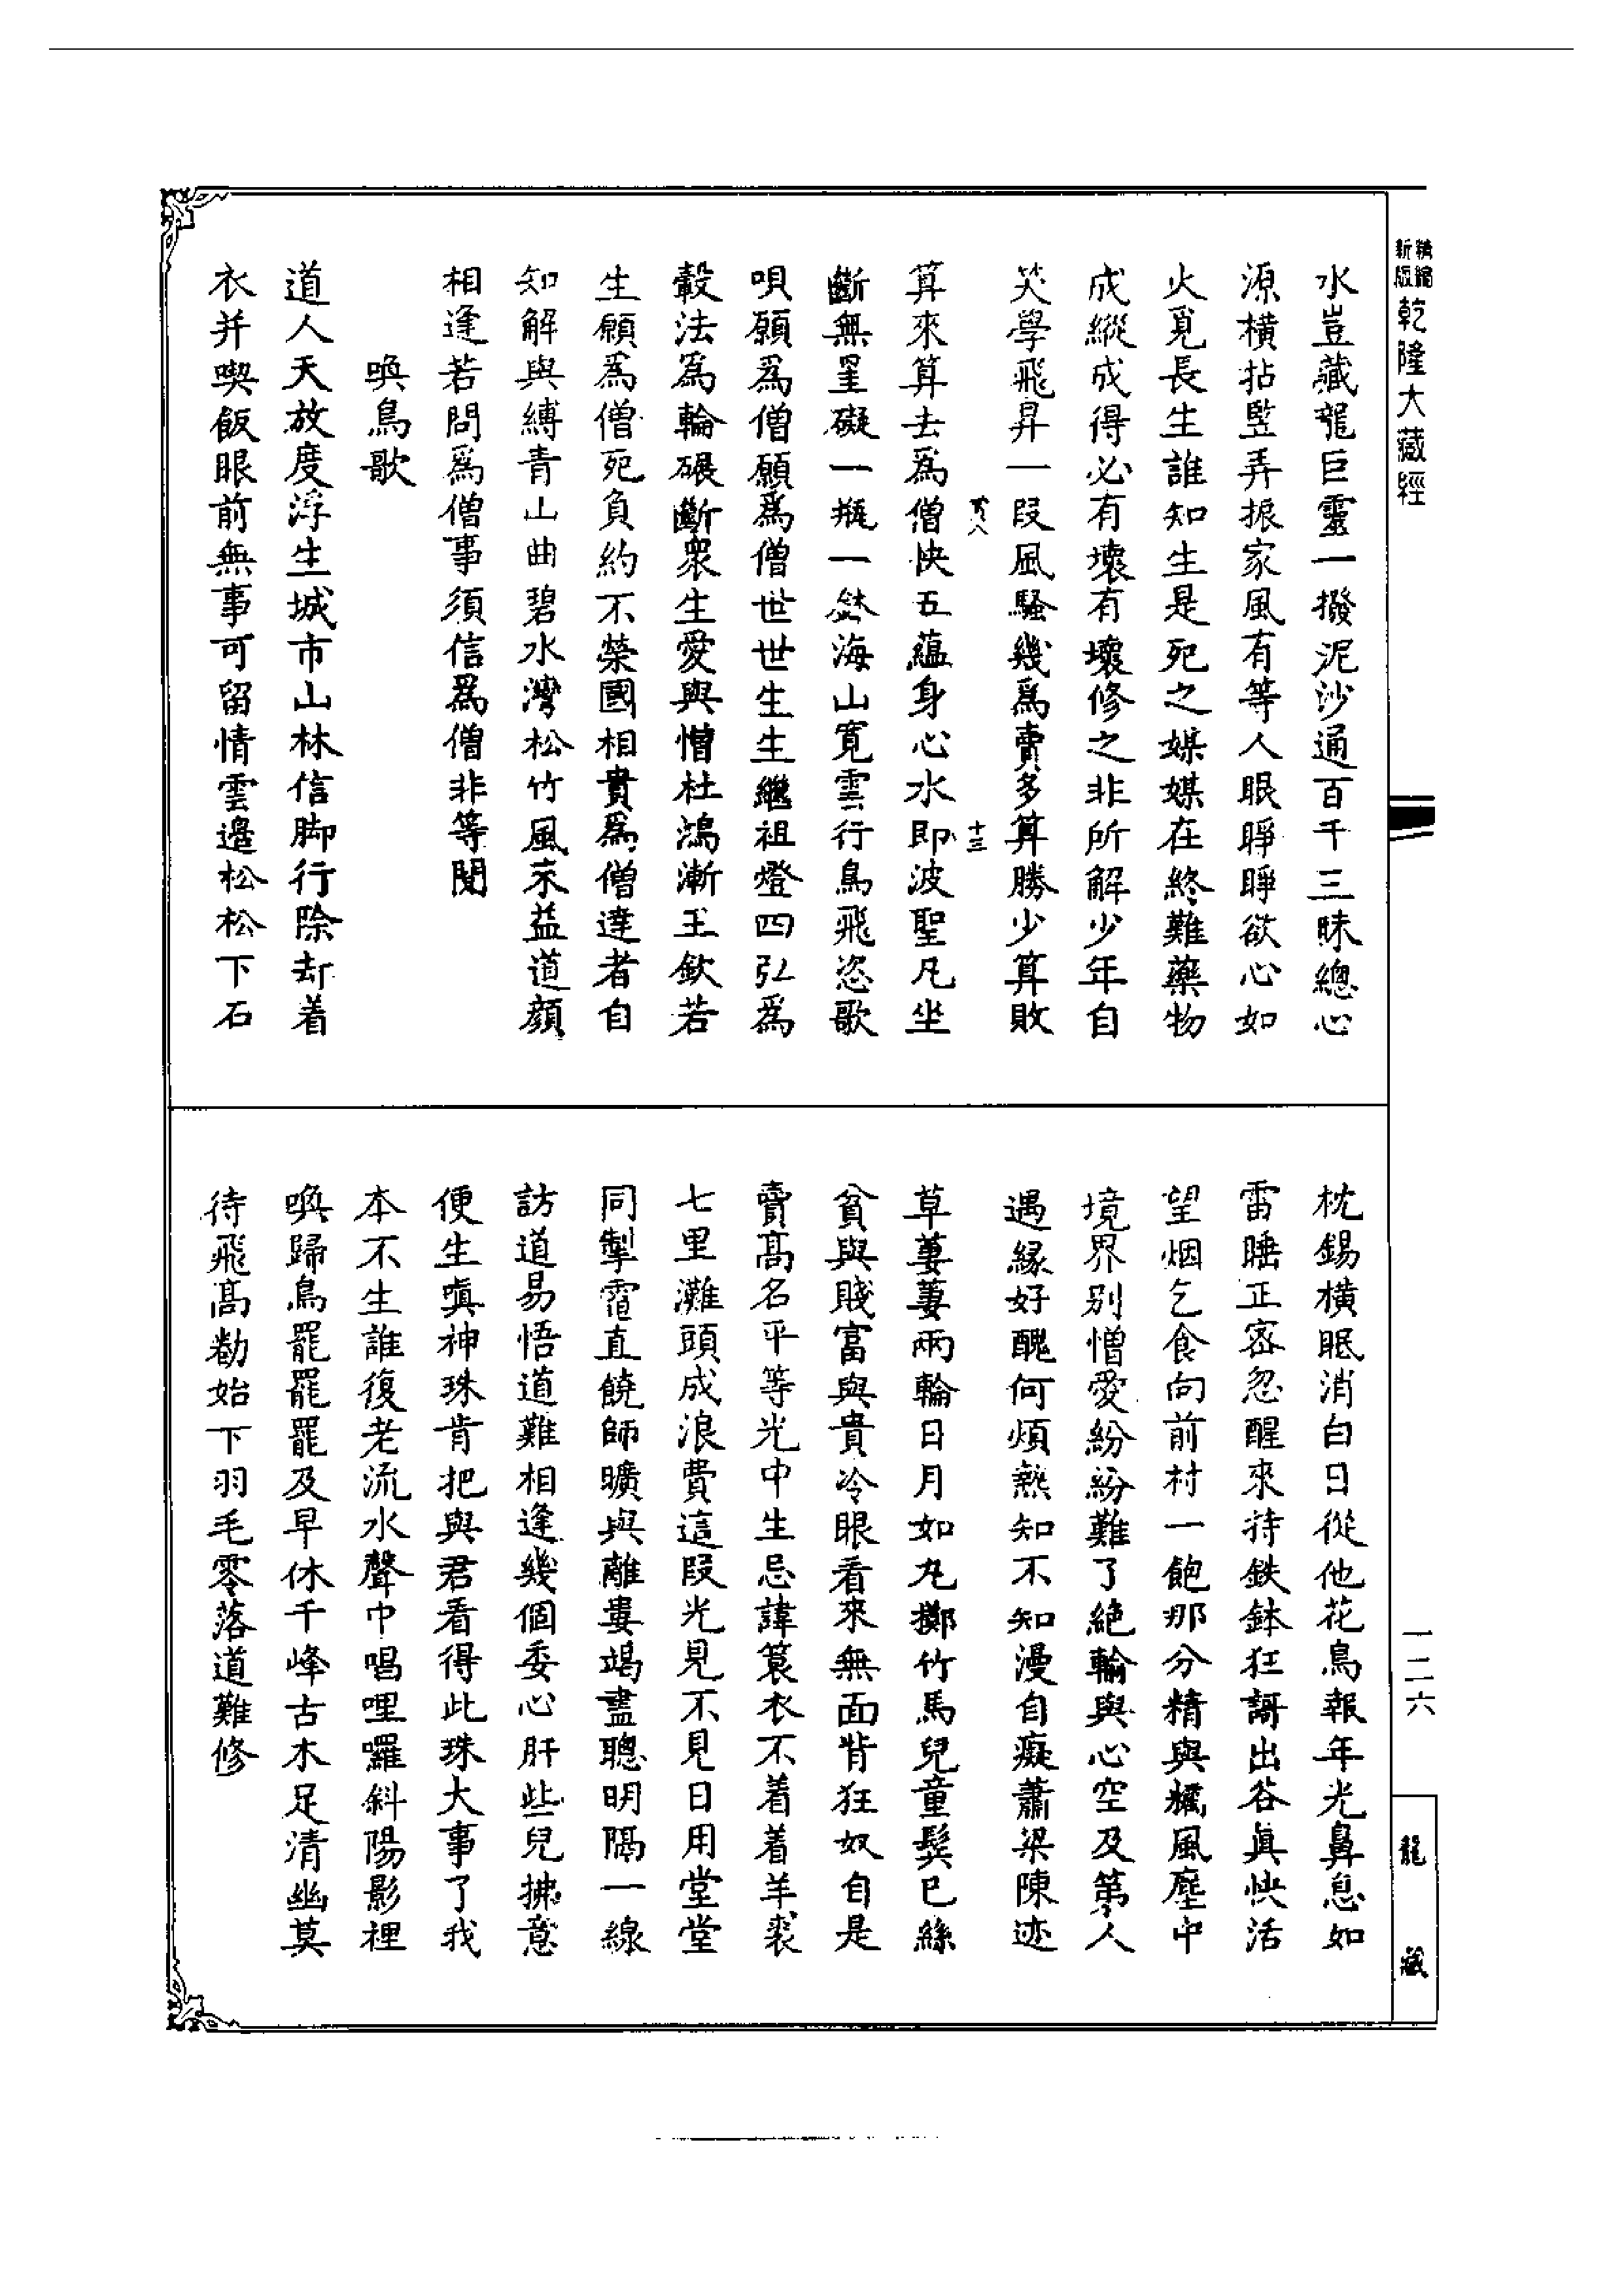 精縮新版乾隆大藏經
水豈藏龍巨靈一撥泥沙通百千三昧總心
源橫拈豎弄振家風有等人眼睜睜欲心如
火覓長生誰知生是死之媒媒在終難藥物
成縱成得必有壞有壞修之非所解少年自
笑學飛昇一段風騷幾爲賣多算勝少算敗
十三
算來算去爲僧快五蘊身心水即波聖凡坐
斷無罣礙一瓶一鉢海山寬雲行鳥飛恣歌
唄願爲僧願爲僧世世生生繼祖燈四弘爲
轂法爲輪碾斷衆生愛與憎杜鴻漸王欽若
生願爲僧死負約不榮國相貴爲僧達者自
知解與縛青山曲碧水灣松竹風來益道顏
相逢若問爲僧事須信爲僧非等閑
喚鳥歌
道人天放度浮生城市山林信脚行除却着
衣并喫飯眼前無事可留情雲邊松松下石
枕錫橫眠消白日從他花鳥報年光鼻息如
雷睡正宻忽醒來持鉄鉢狂謌出谷眞快活
望烟乞食向前村一飽那分精與糲風塵中
境界别憎愛紛紛難了絕輸與心空及第人
遇緣好醜何煩熱知不知漫自癡蕭梁陳迹
草萋萋兩輪日月如丸擲竹馬兒童髮已絲
貧與賤富與貴冷眼看來無面背狂奴自是
賣髙名平等光中生忌諱簑衣不着着羊裘
七里灘頭成浪費這段光見不見日用堂堂
同掣電直饒師曠與離婁竭盡聰明隔一線
訪道易悟道難相逢幾個委心肝些兒拂意
便生嗔神珠肯把與君看得此珠大事了我
本不生誰復老流水聲中唱哩囉斜陽影裡
喚歸鳥罷罷罷及早休千峰古木足清幽莫
待飛髙勸始下羽毛零落道難修
一二六
龍藏